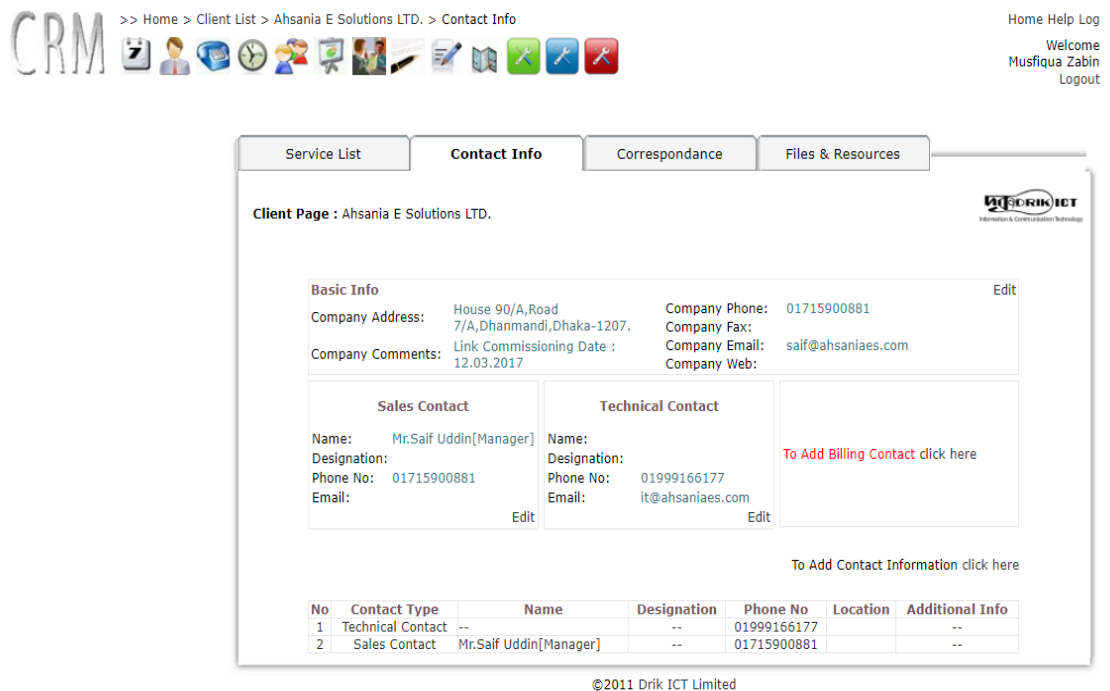 CRM
>> Home > Client List > Ahsania E Solutions LTD. > Contact Info
Home Help Log
Welcome
Musfiqua Zabin
Logout
7
Service List
Contact Info
Correspondance
Files & Resources
Client Page : Ahsania E Solutions LTD.
দৃকDRIK ICT
Information & Communication Technology
Basic Info Edit
Company Address: House 90/A,Road
7/A,Dhanmandi,Dhaka-1207.
Company Comments: Link Commissioning Date :
12.03.2017
Company Phone: 01715900881
Company Fax:
Company Email: saif@ahsaniaes.com
Company Web:
Sales Contact
Name: Mr.Saif Uddin[Manager]
Designation:
Phone No: 01715900881
Email:
Edit
Technical Contact
Name:
Designation:
Phone No: 01999166177
Email: it@ahsaniaes.com
Edit
To Add Billing Contact click here
To Add Contact Information click here
No Contact Type Name Designation Phone No Location Additional Info
1 Technical Contact -- -- 01999166177 --
2 Sales Contact Mr.Saif Uddin[Manager] -- 01715900881 --
©2011 Drik ICT Limited